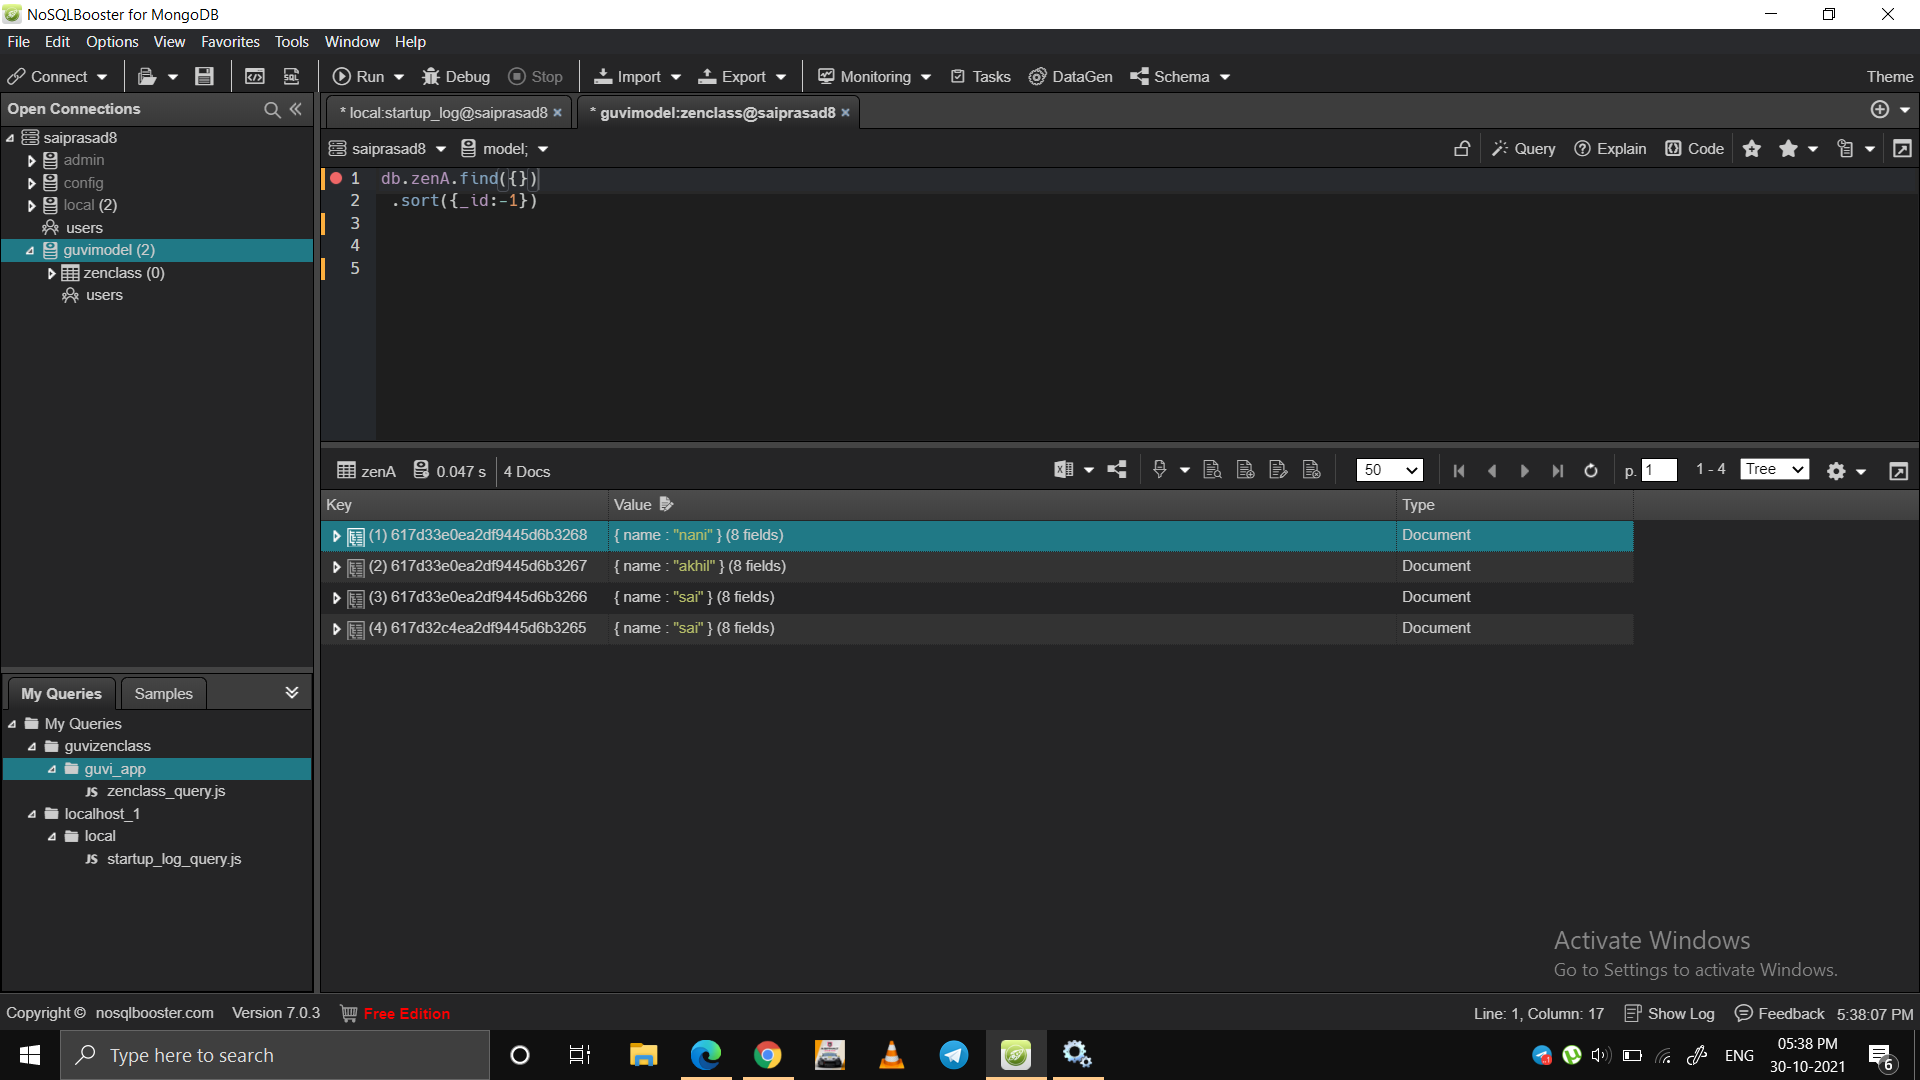 NoSQLBooster for MongoDB
File Edit Options View Favorites Tools Window Help
Connect Run Debug Stop Import Export Monitoring Tasks DataGen Schema Theme
Open Connections
* local:startup_log@saiprasad8 × * guvimodel:zenclass@saiprasad8 ×
saiprasad8
admin
config
local (2)
users
guvimodel (2)
zenclass (0)
users
saiprasad8 model; Query Explain Code
1 db.zenA.find({})
2 .sort({_id:-1})
3
4
5
zenA 0.047 s 4 Docs 50 p. 1 1 - 4 Tree
Key Value Type
(1) 617d33e0ea2df9445d6b3268 { name : "nani" } (8 fields) Document
(2) 617d33e0ea2df9445d6b3267 { name : "akhil" } (8 fields) Document
(3) 617d33e0ea2df9445d6b3266 { name : "sai" } (8 fields) Document
(4) 617d32c4ea2df9445d6b3265 { name : "sai" } (8 fields) Document
My Queries Samples
My Queries
guvizenclass
guvi_app
JS zenclass_query.js
localhost_1
local
JS startup_log_query.js
Activate Windows
Go to Settings to activate Windows.
Copyright © nosqlbooster.com Version 7.0.3 Free Edition Line: 1, Column: 17 Show Log Feedback 5:38:07 PM
Type here to search
ENG
05:38 PM
30-10-2021
6